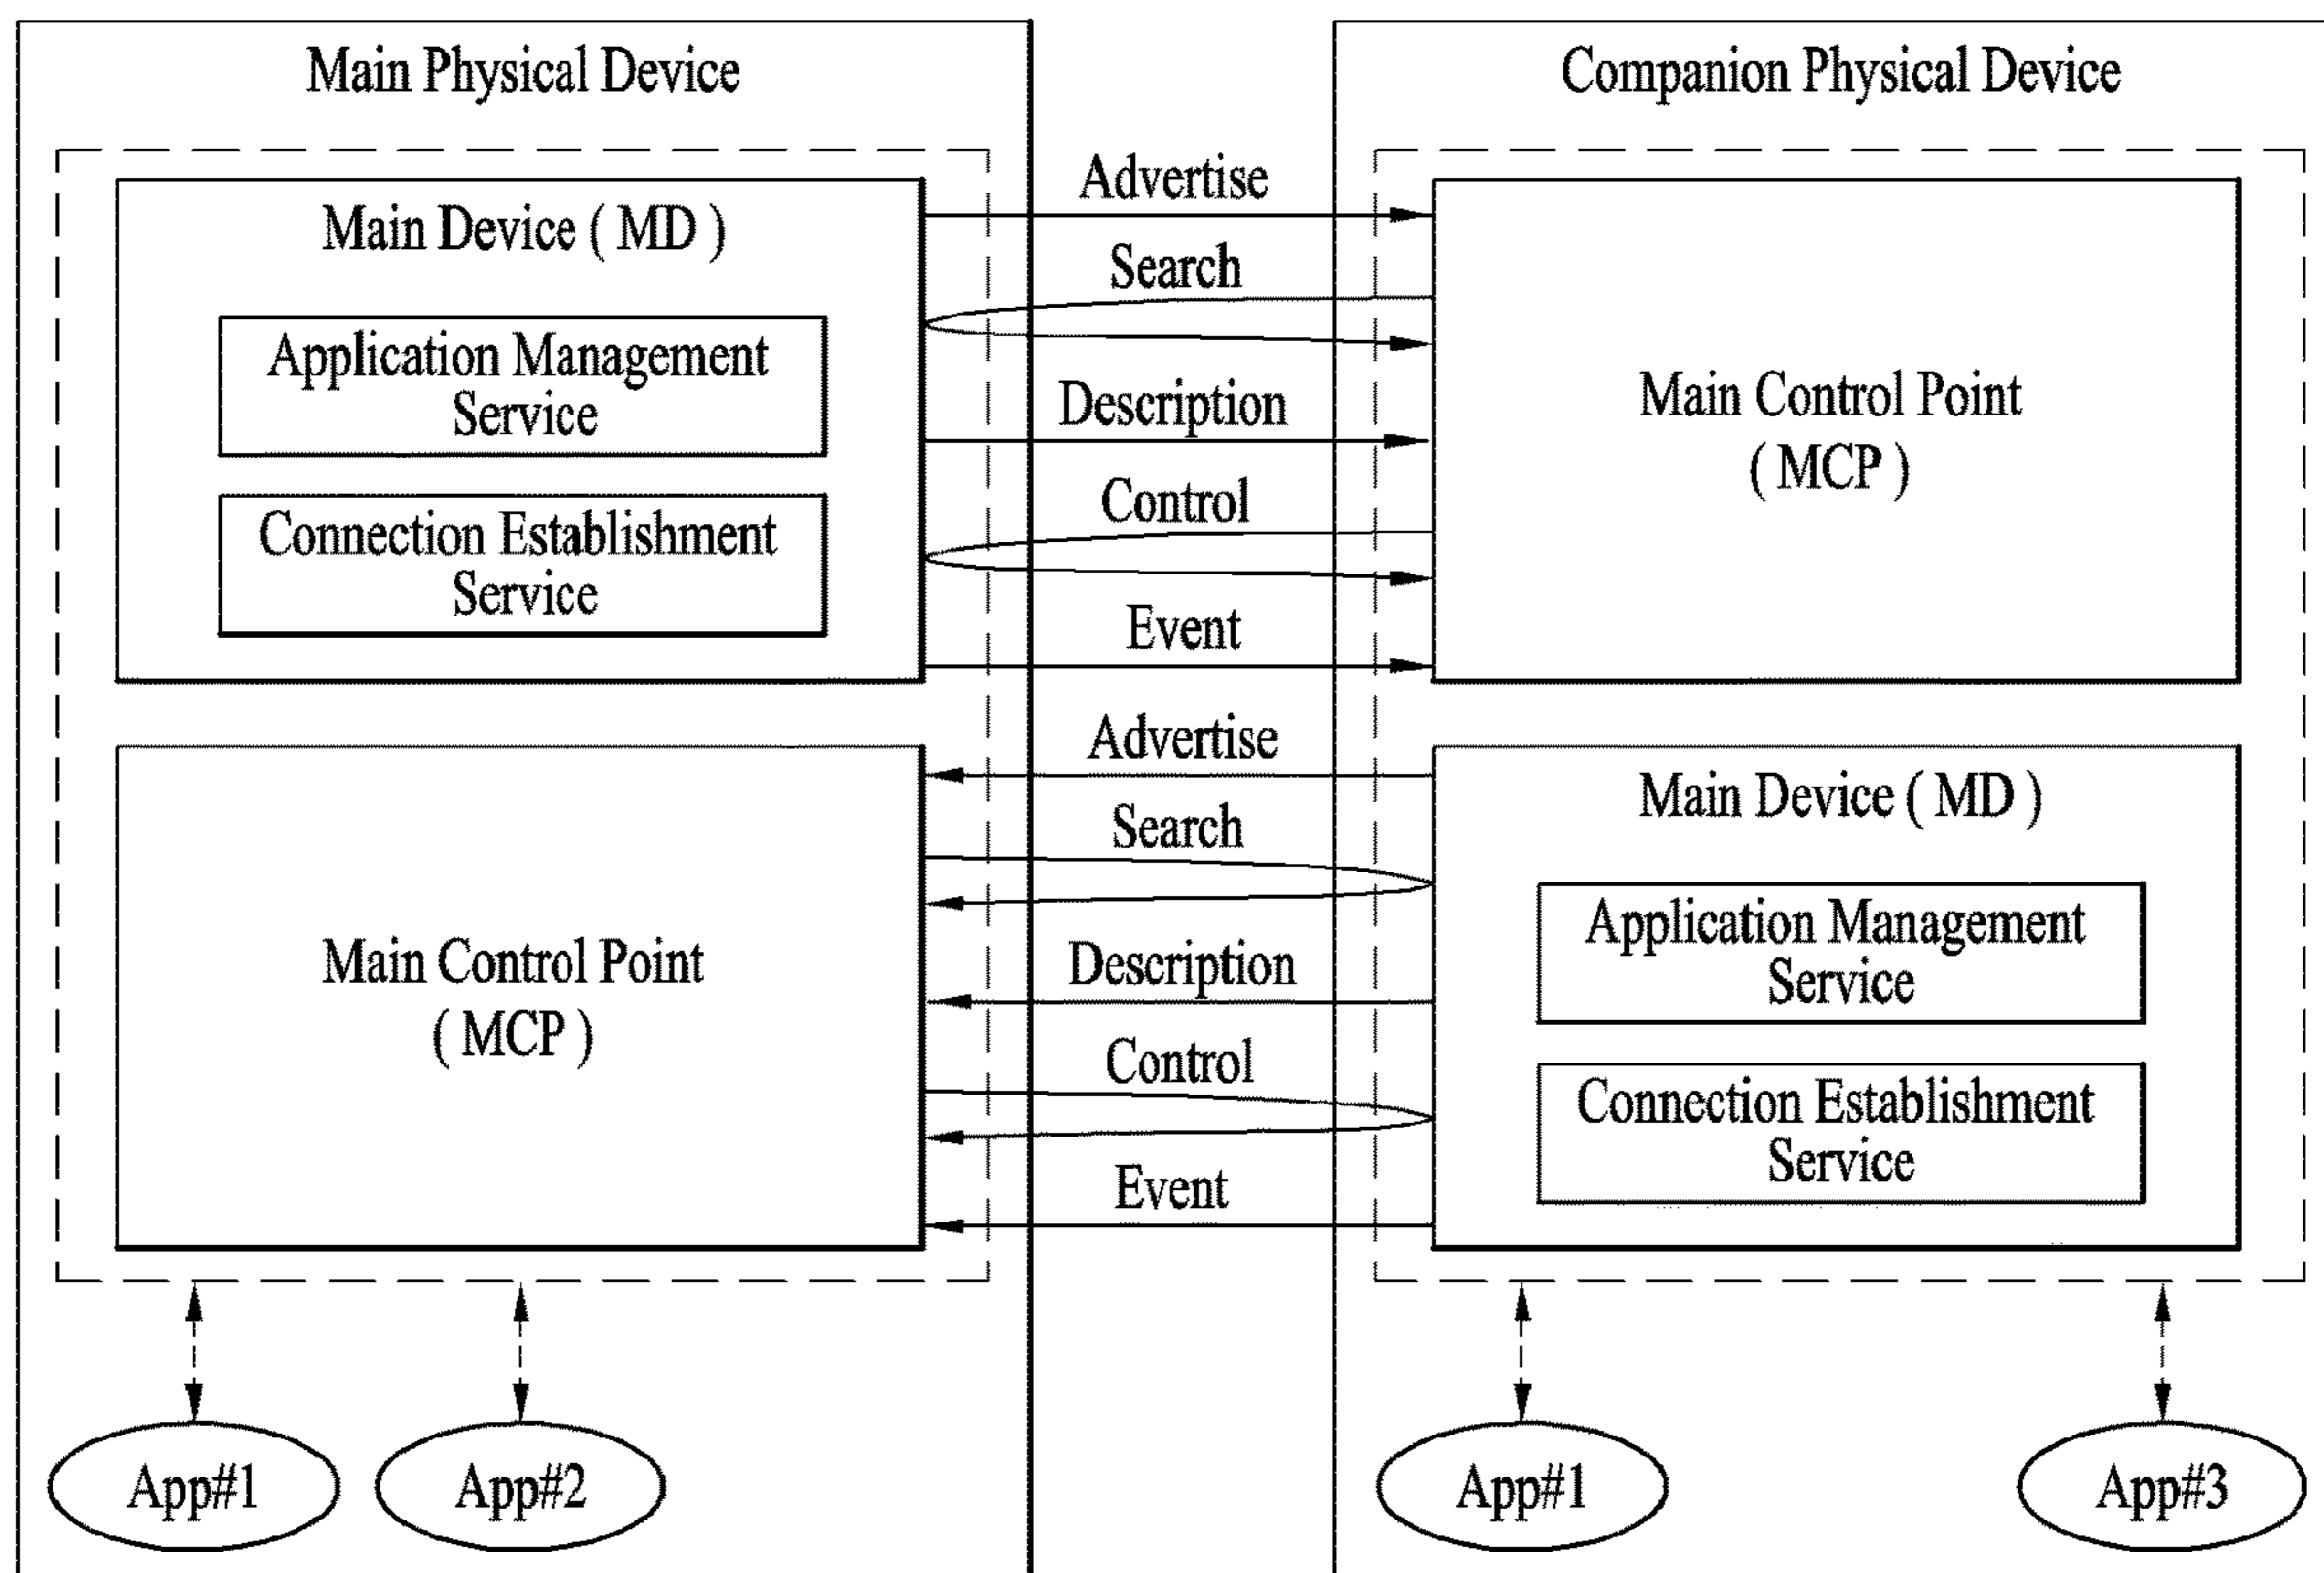 Main Physical Device
Companion Physical Device
Main Device ( MD )
Application Management
Service
Connection Establishment
Service
Advertise
Search
Description
Control
Event
Main Control Point
( MCP )
Main Control Point
( MCP )
Advertise
Search
Description
Control
Event
Main Device ( MD )
Application Management
Service
Connection Establishment
Service
App#1
App#2
App#1
App#3